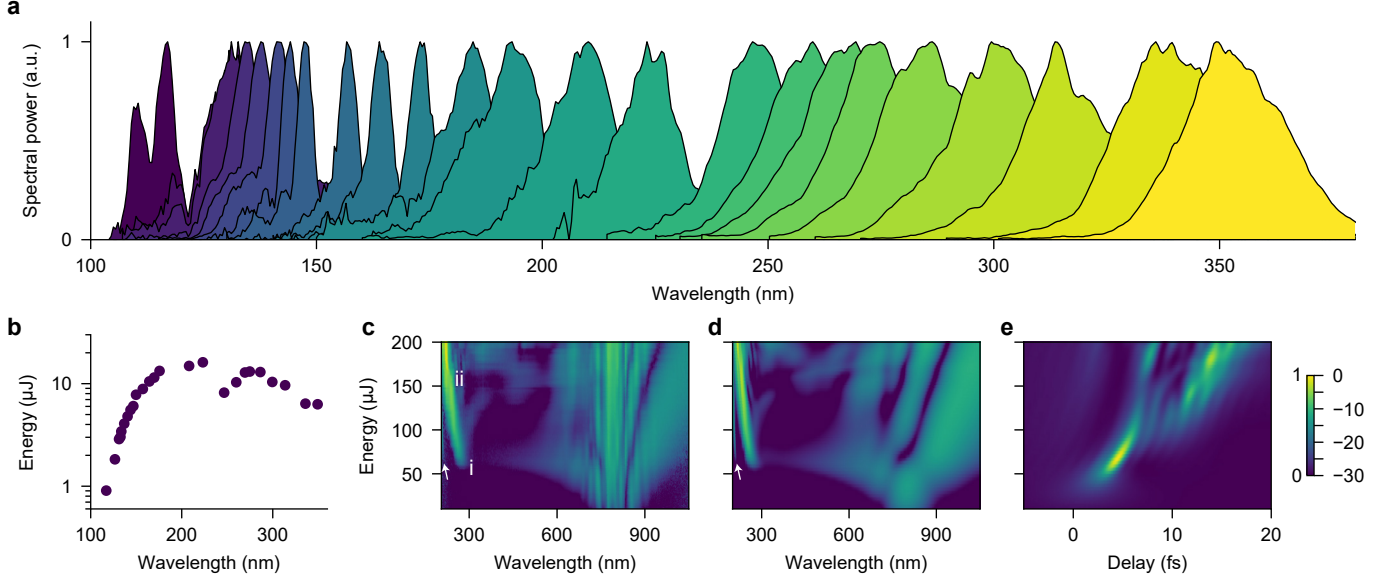 a
Spectral power (a.u.)
1
0
100 150 200 250 300 350
Wavelength (nm)
b
Energy (μJ)
10
1
100 200 300
Wavelength (nm)
c
Energy (μJ)
200
150
100
50
ii
i
300 600 900
Wavelength (nm)
d
300 600 900
Wavelength (nm)
e
0 10 20
Delay (fs)
1 0
−10
−20
0 −30